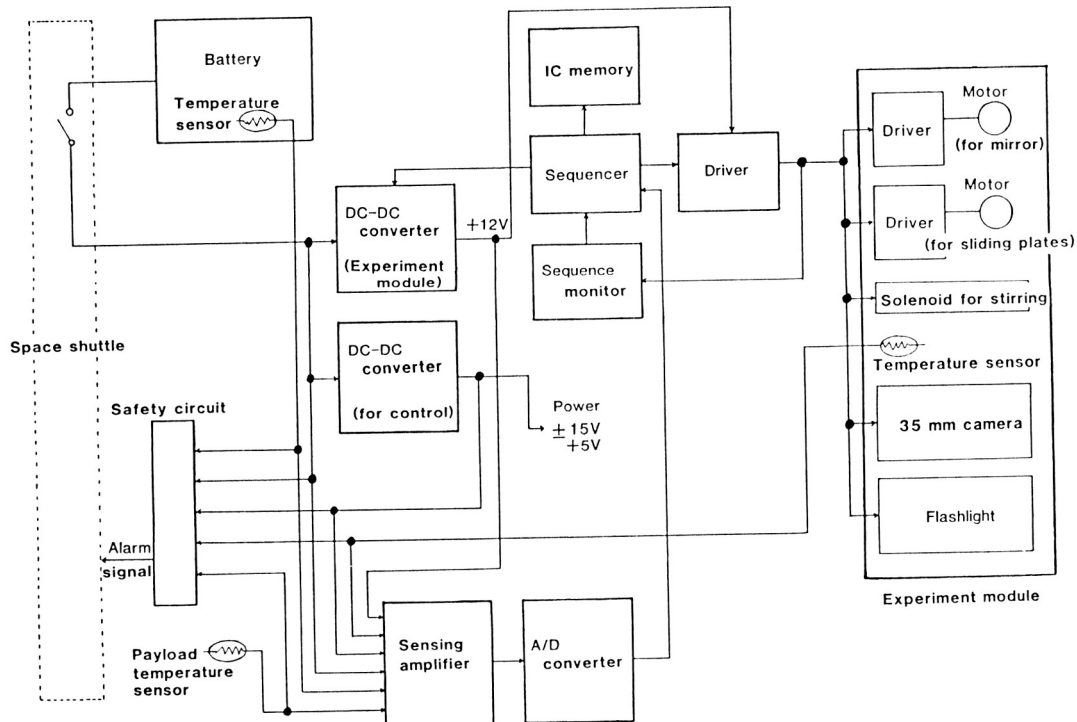 Battery
Temperature
sensor
IC memory
Sequencer
Driver
DC-DC
converter
(Experiment
module)
+12V
Sequence
monitor
Driver
Motor
(for mirror)
Driver
Motor
(for sliding plates)
Solenoid for stirring
Temperature sensor
35 mm camera
Flashlight
Experiment module
Space shuttle
DC-DC
converter
(for control)
Power
±15V
+5V
Safety circuit
Alarm
signal
Payload
temperature
sensor
Sensing
amplifier
A/D
converter